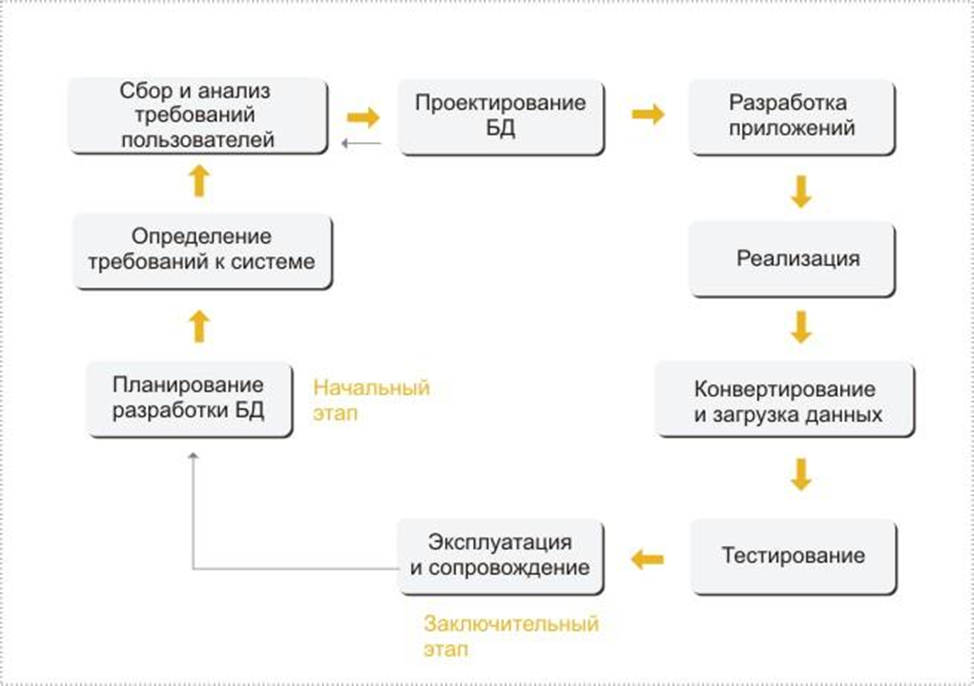 Сбор и анализ
требований
пользователей
Проектирование
БД
Разработка
приложений
Определение
требований к системе
Реализация
Планирование
разработки БД
Начальный
этап
Конвертирование
и загрузка данных
Эксплуатация
и сопровождение
Тестирование
Заключительный
этап